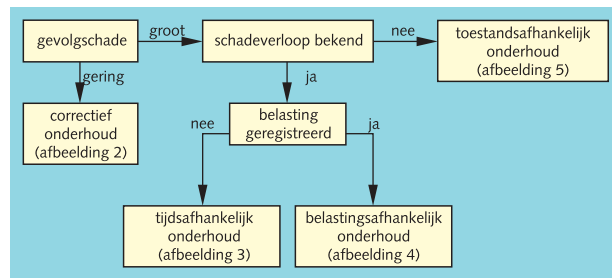 gevolgschade
groot
schadeverloop bekend
nee
toestandsafhankelijk
onderhoud
(afbeelding 5)
gering
ja
correctief
onderhoud
(afbeelding 2)
belasting
geregistreerd
nee
ja
tijdsafhankelijk
onderhoud
(afbeelding 3)
belastingsafhankelijk
onderhoud
(afbeelding 4)